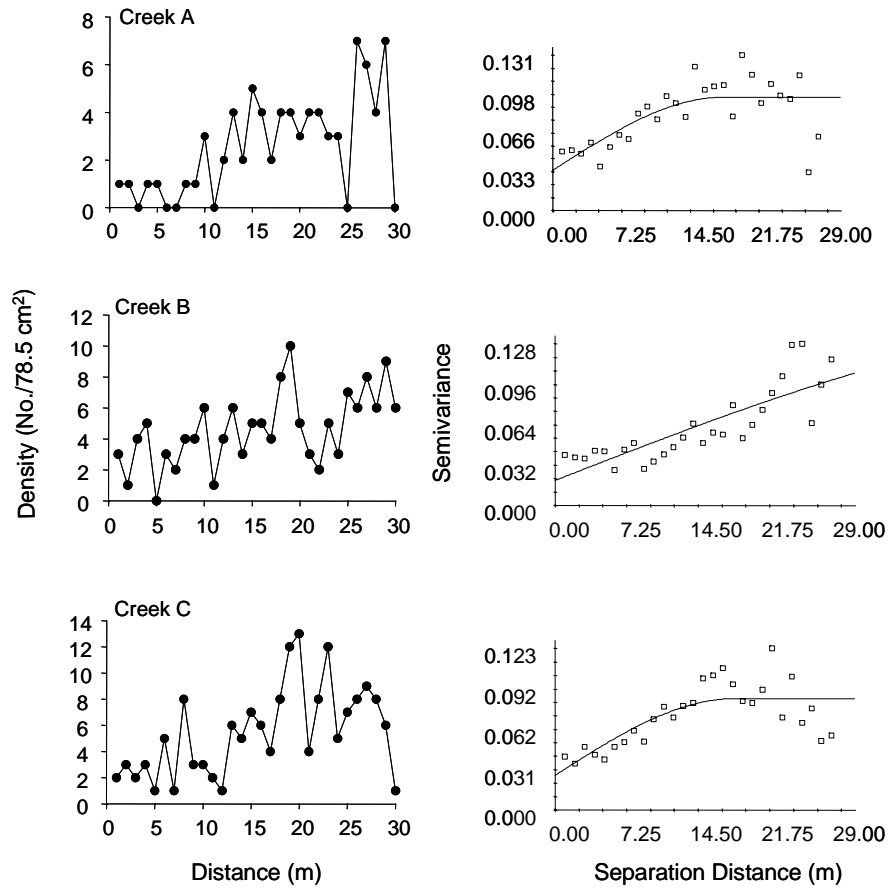 Creek A
8
6
4
2
0
0 5 10 15 20 25 30
0.131
0.098
0.066
0.033
0.000
0.00 7.25 14.50 21.75 29.00
Creek B
12
10
8
6
4
2
0
0 5 10 15 20 25 30
0.128
0.096
0.064
0.032
0.000
0.00 7.25 14.50 21.75 29.00
Creek C
14
12
10
8
6
4
2
0
0 5 10 15 20 25 30
0.123
0.092
0.062
0.031
0.000
0.00 7.25 14.50 21.75 29.00
Density (No./78.5 cm²)
Semivariance
Distance (m)
Separation Distance (m)